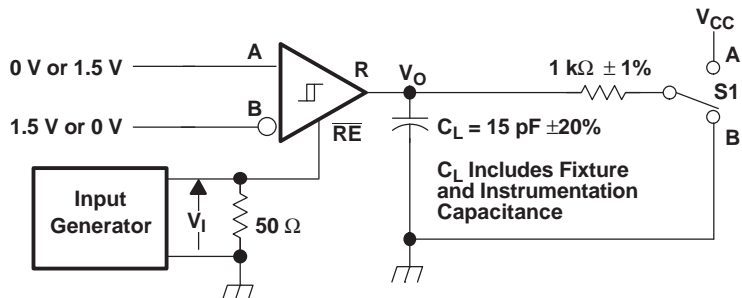 V_CC
A
0 V or 1.5 V
A
R
V_O
1 kΩ ± 1%
S1
B
1.5 V or 0 V
R̅E̅
C_L = 15 pF ±20%
B
C_L Includes Fixture
and Instrumentation
Capacitance
Input
Generator
V_I
50 Ω